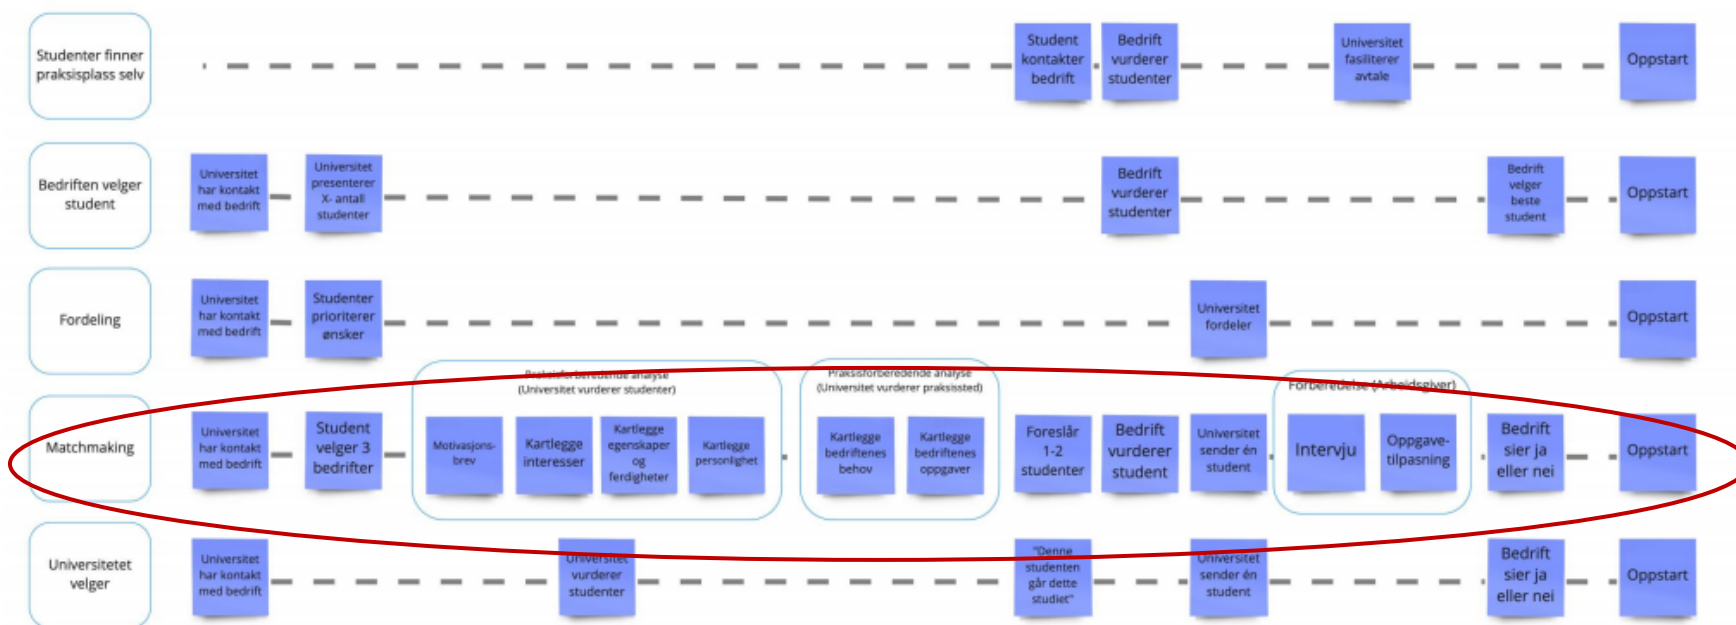 Studenter finner
praksisplass selv
Student
kontakter
bedrift
Bedrift
vurderer
studenter
Universitet
fasiliterer
avtale
Oppstart
Bedriften velger
student
Universitet
har kontakt
med bedrift
Universitet
presenterer
X- antall
studenter
Bedrift
vurderer
studenter
Bedrift
velger
beste
student
Oppstart
Fordeling
Universitet
har kontakt
med bedrift
Studenter
prioriterer
ønsker
Universitet
fordeler
Oppstart
Matchmaking
Universitet
har kontakt
med bedrift
Student
velger 3
bedrifter
Praksisforberedende analyse
(Universitet vurderer studenter)
Motivasjons-
brev
Kartlegge
interesser
Kartlegge
egenskaper
og
ferdigheter
Kartlegge
personlighet
Praksisforberedende analyse
(Universitet vurderer praksissted)
Kartlegge
bedriftenes
behov
Kartlegge
bedriftenes
oppgaver
Foreslår
1-2
studenter
Bedrift
vurderer
student
Universitet
sender én
student
Forberedelse (Arbeidsgiver)
Intervju
Oppgave-
tilpasning
Bedrift
sier ja
eller nei
Oppstart
Universitetet
velger
Universitet
har kontakt
med bedrift
Universitet
vurderer
studenter
"Denne
studenten
går dette
studiet"
Universitet
sender én
student
Bedrift
sier ja
eller nei
Oppstart